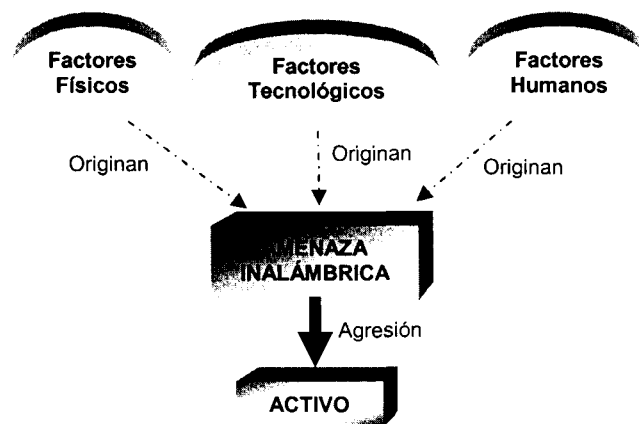 Factores
Físicos
Factores
Tecnológicos
Factores
Humanos
Originan
Originan
Originan
AMENAZA
INALÁMBRICA
Agresión
ACTIVO